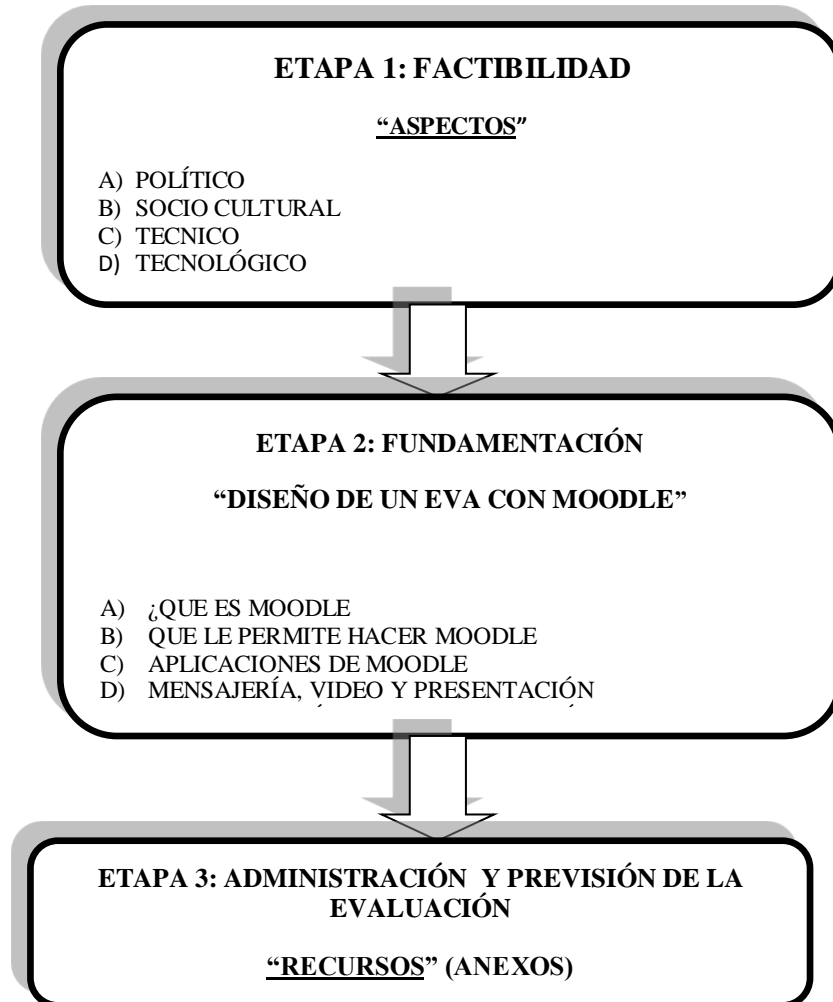 ETAPA 1: FACTIBILIDAD
“ASPECTOS”
A) POLÍTICO
B) SOCIO CULTURAL
C) TECNICO
D) TECNOLÓGICO
ETAPA 2: FUNDAMENTACIÓN
“DISEÑO DE UN EVA CON MOODLE”
A) ¿QUE ES MOODLE
B) QUE LE PERMITE HACER MOODLE
C) APLICACIONES DE MOODLE
D) MENSAJERÍA, VIDEO Y PRESENTACIÓN
ETAPA 3: ADMINISTRACIÓN Y PREVISIÓN DE LA
EVALUACIÓN
“RECURSOS” (ANEXOS)